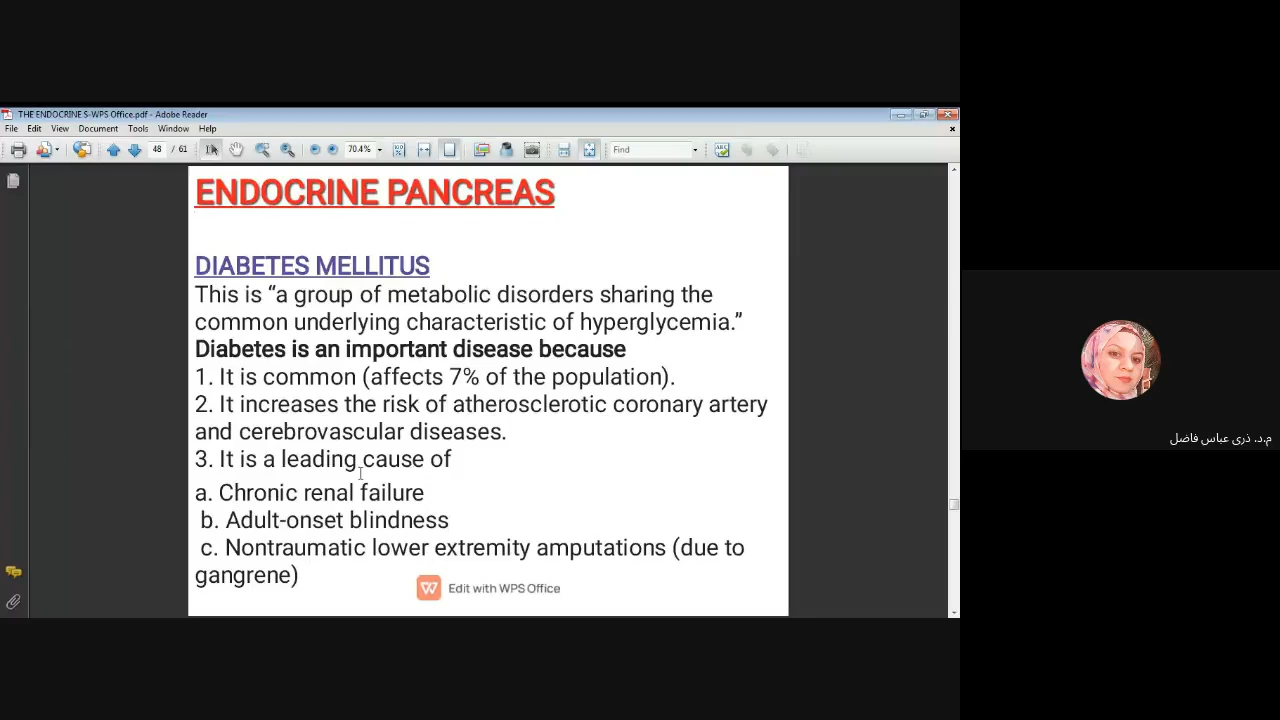 THE ENDOCRINE S-WPS Office.pdf - Adobe Reader
File Edit View Document Tools Window Help
48 / 61 70.4% Find
ENDOCRINE PANCREAS
DIABETES MELLITUS
This is “a group of metabolic disorders sharing the
common underlying characteristic of hyperglycemia.”
Diabetes is an important disease because
1. It is common (affects 7% of the population).
2. It increases the risk of atherosclerotic coronary artery
and cerebrovascular diseases.
3. It is a leading cause of
a. Chronic renal failure
b. Adult-onset blindness
c. Nontraumatic lower extremity amputations (due to
gangrene)
Edit with WPS Office
م.د. ذرى عباس فاضل